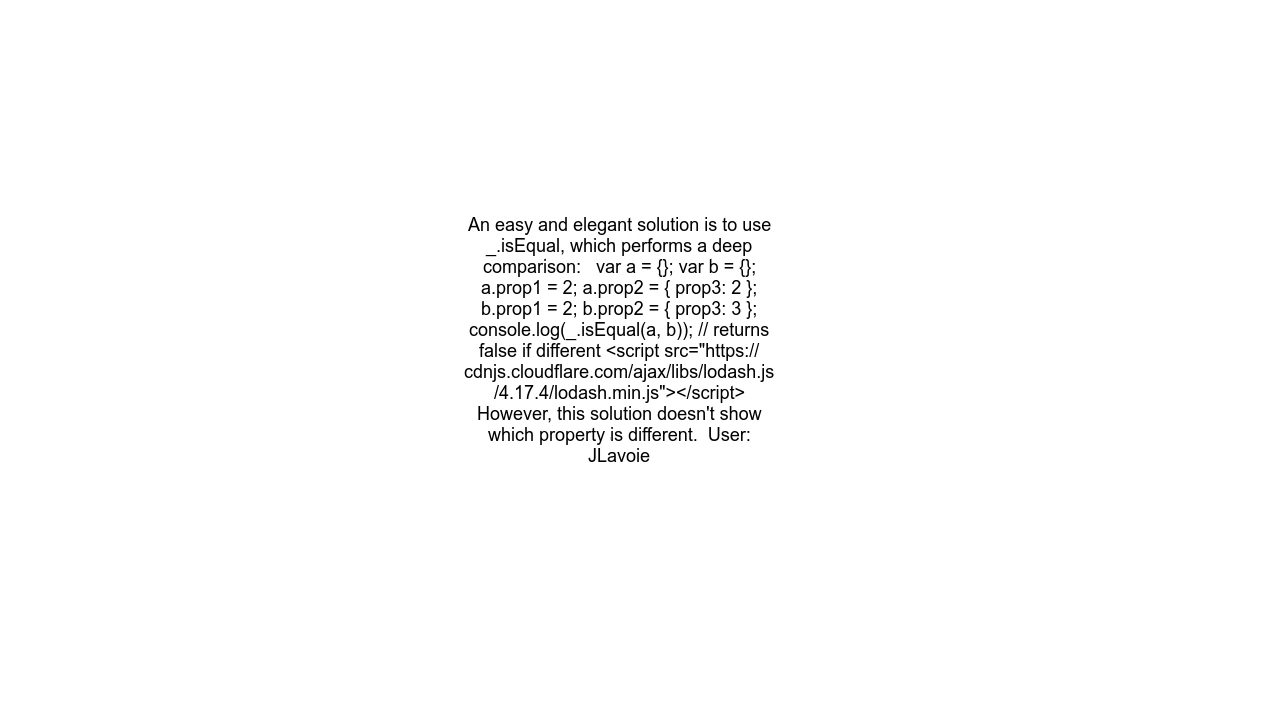 An easy and elegant solution is to use
_.isEqual, which performs a deep
comparison:   var a = {}; var b = {};
a.prop1 = 2; a.prop2 = { prop3: 2 };
b.prop1 = 2; b.prop2 = { prop3: 3 };
console.log(_.isEqual(a, b)); // returns
false if different <script src="https://
cdnjs.cloudflare.com/ajax/libs/lodash.js
/4.17.4/lodash.min.js"></script>
However, this solution doesn't show
which property is different.  User:
JLavoie